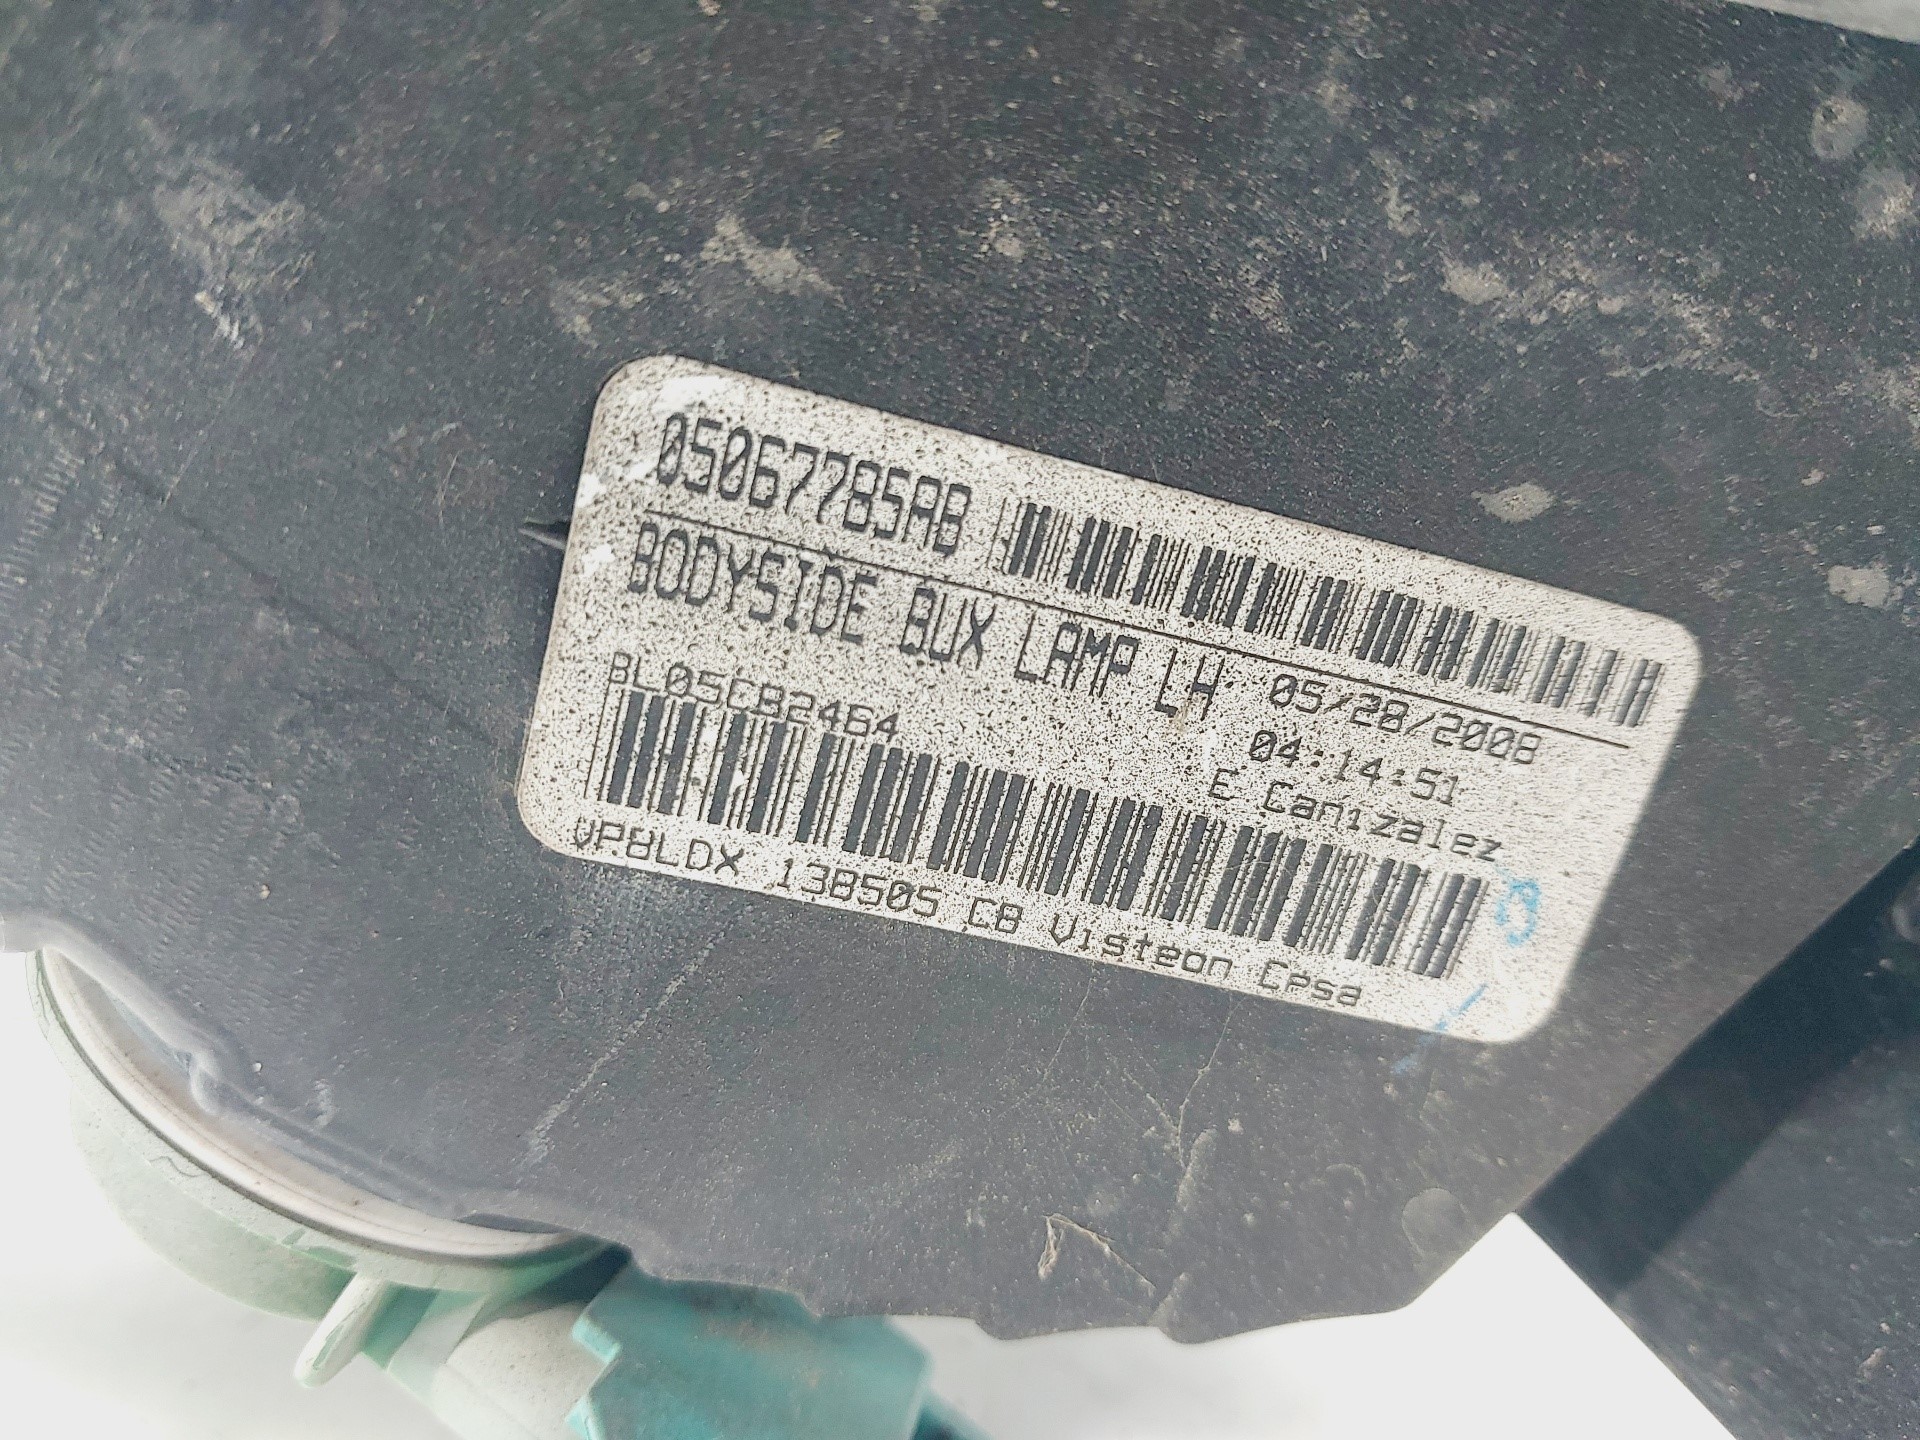 05067785AB
BODYSIDE BUX LAMP LH 05/28/2008
BL05CB2464 04:14:51
E Canizalez
VP8LDX 138505 CB Visteon Cpsa